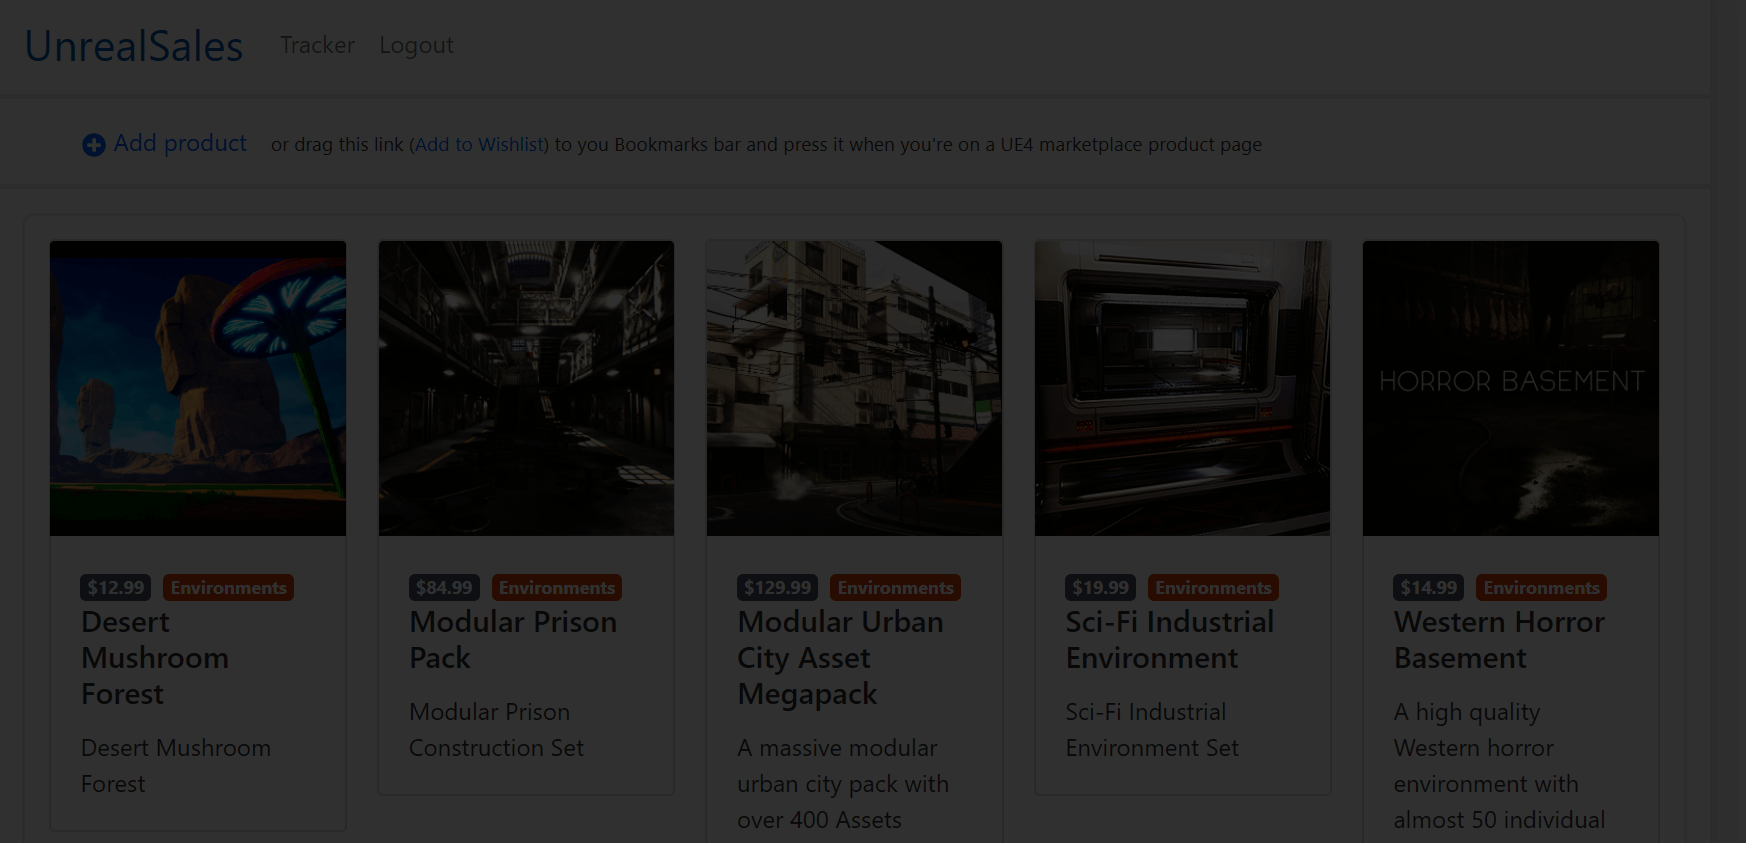 UnrealSales Tracker Logout
Add product or drag this link (Add to Wishlist) to you Bookmarks bar and press it when you're on a UE4 marketplace product page
HORROR BASEMENT
$12.99 Environments
Desert
Mushroom
Forest
Desert Mushroom
Forest
$84.99 Environments
Modular Prison
Pack
Modular Prison
Construction Set
$129.99 Environments
Modular Urban
City Asset
Megapack
A massive modular
urban city pack with
over 400 Assets
$19.99 Environments
Sci-Fi Industrial
Environment
Sci-Fi Industrial
Environment Set
$14.99 Environments
Western Horror
Basement
A high quality
Western horror
environment with
almost 50 individual